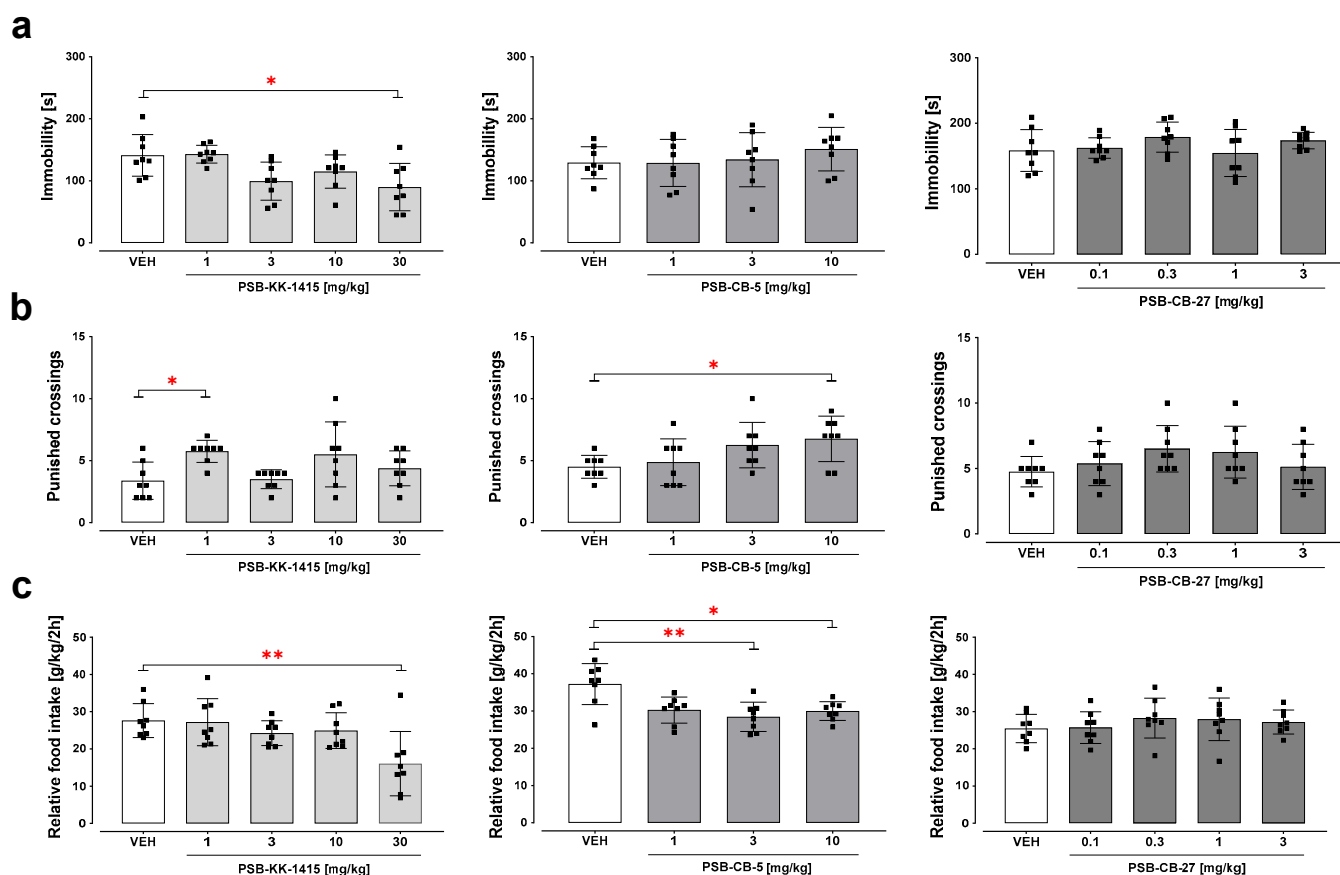 a
Immobillity [s]
300
200
100
0
*
VEH 1 3 10 30
PSB-KK-1415 [mg/kg]
Immobillity [s]
300
200
100
0
VEH 1 3 10
PSB-CB-5 [mg/kg]
Immobillity [s]
300
200
100
0
VEH 0.1 0.3 1 3
PSB-CB-27 [mg/kg]
b
Punished crossings
15
10
5
0
*
VEH 1 3 10 30
PSB-KK-1415 [mg/kg]
Punished crossings
15
10
5
0
*
VEH 1 3 10
PSB-CB-5 [mg/kg]
Punished crossings
15
10
5
0
VEH 0.1 0.3 1 3
PSB-CB-27 [mg/kg]
c
Relative food intake [g/kg/2h]
50
40
30
20
10
0
**
VEH 1 3 10 30
PSB-KK-1415 [mg/kg]
Relative food intake [g/kg/2h]
50
40
30
20
10
0
*
**
VEH 1 3 10
PSB-CB-5 [mg/kg]
Relative food intake [g/kg/2h]
50
40
30
20
10
0
VEH 0.1 0.3 1 3
PSB-CB-27 [mg/kg]